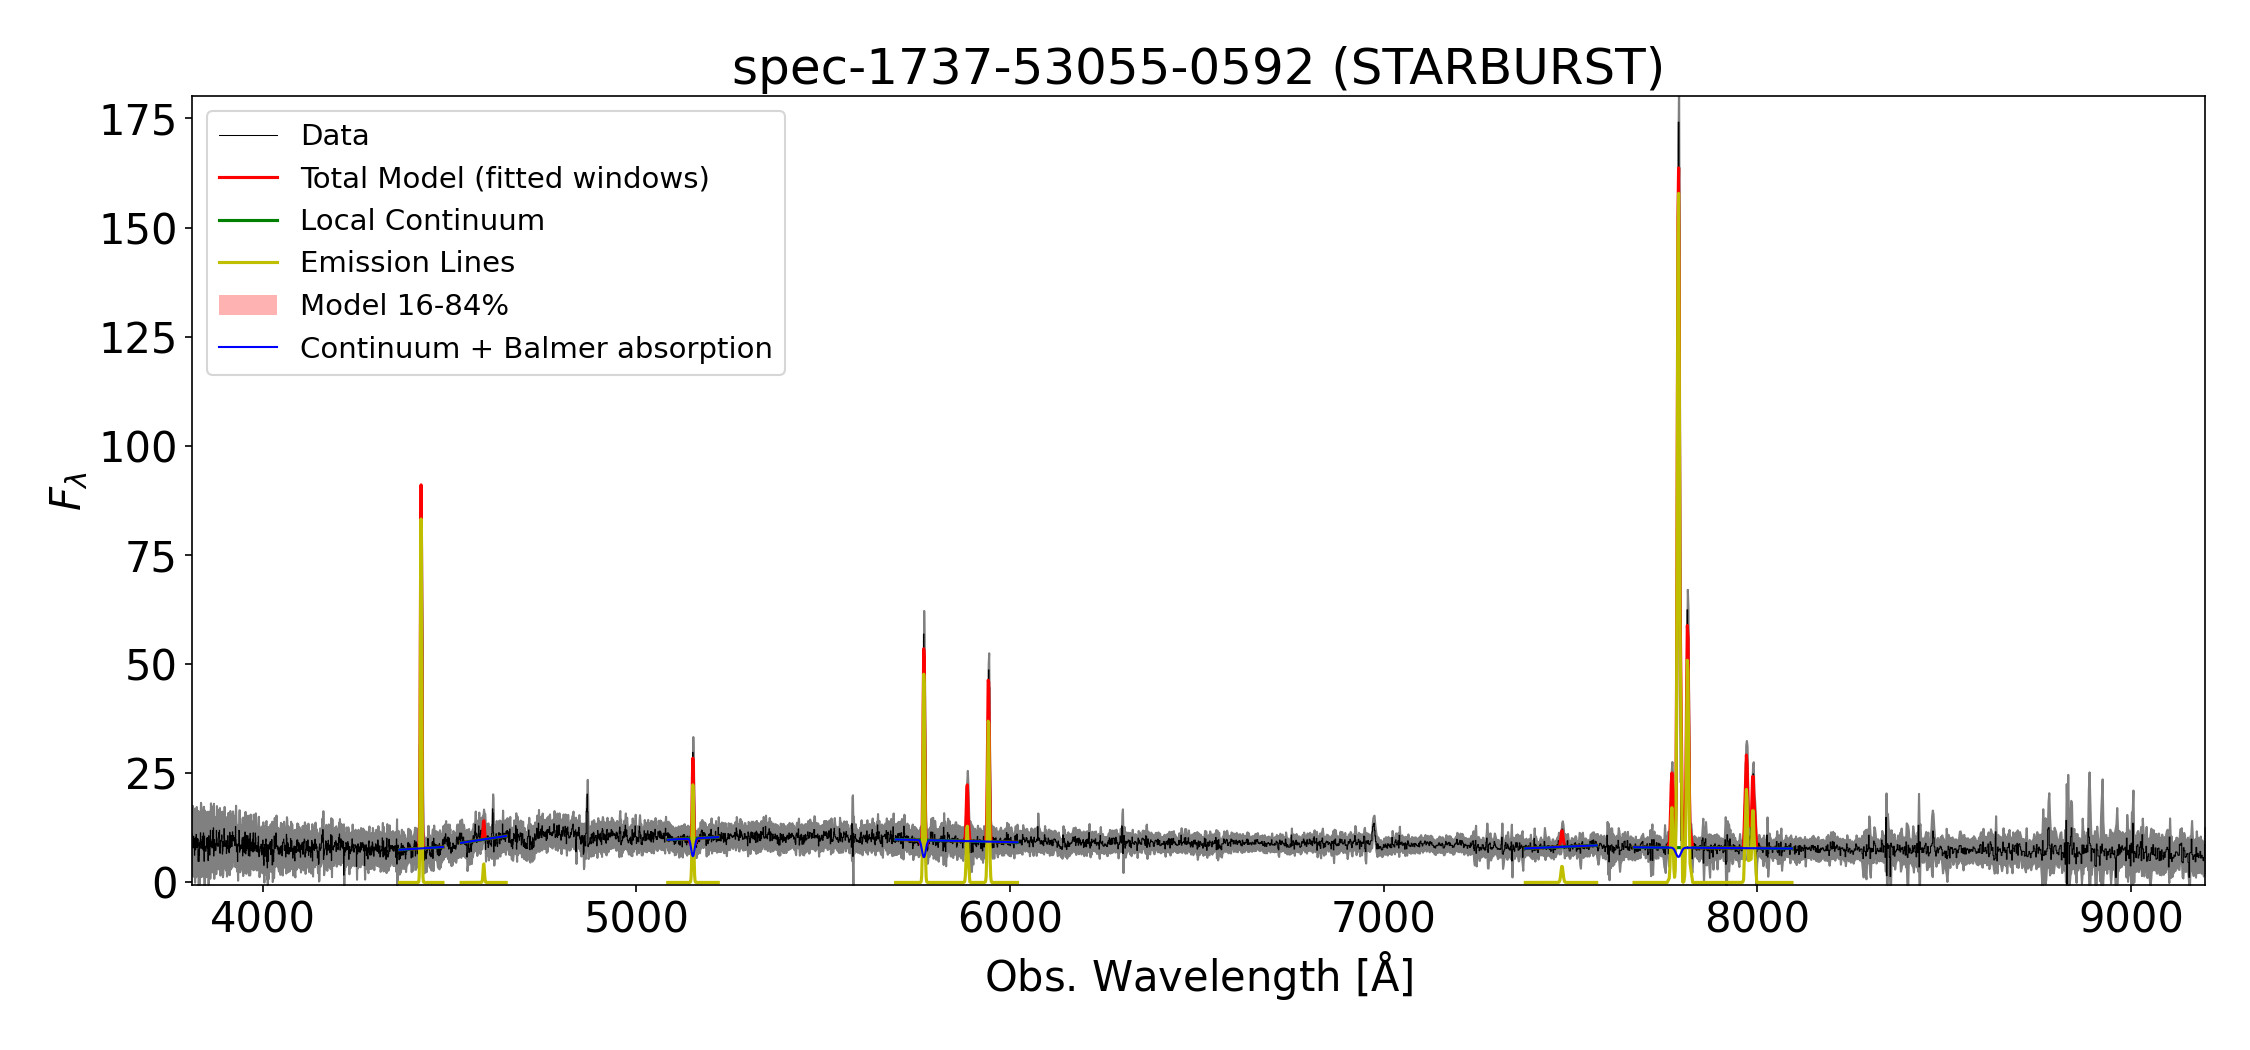 spec-1737-53055-0592 (STARBURST)
Data
Total Model (fitted windows)
Local Continuum
Emission Lines
Model 16-84%
Continuum + Balmer absorption
175
150
125
100
75
50
25
0
Fλ
4000 5000 6000 7000 8000 9000
Obs. Wavelength [Å]